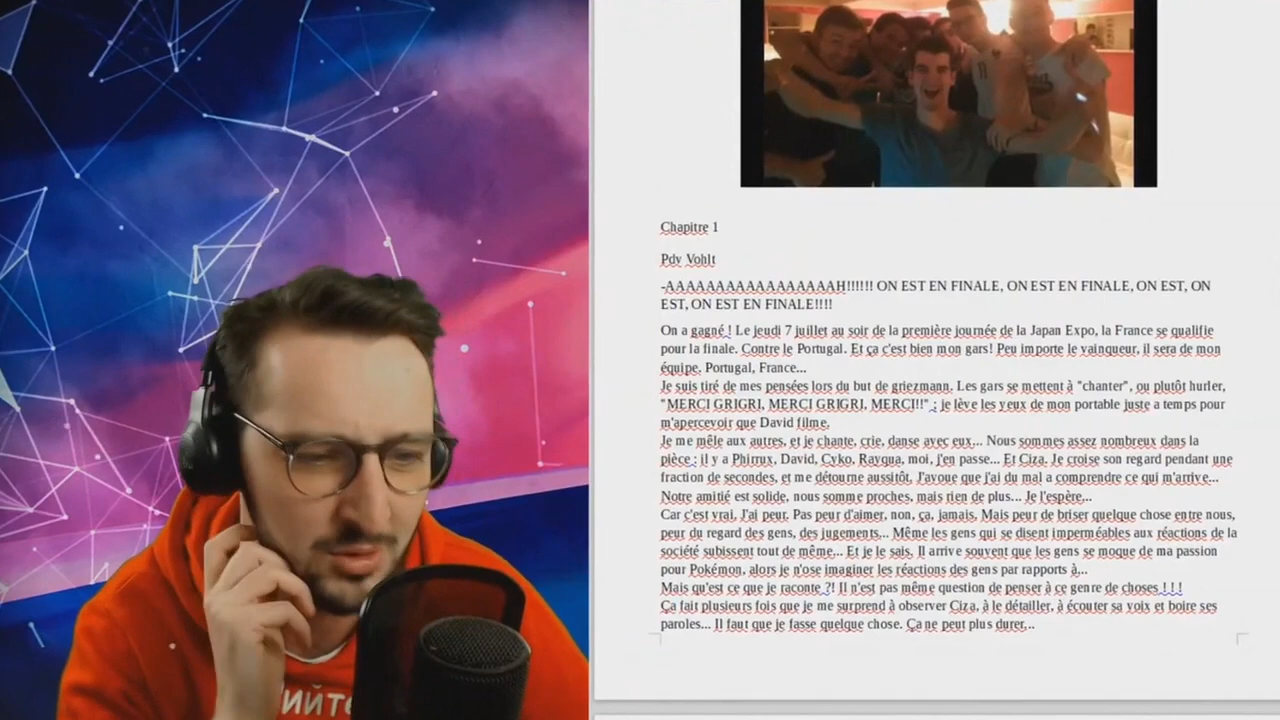 Chapitre 1
Pdv Vohlt
-AAAAAAAAAAAAAAAAAH!!!!!! ON EST EN FINALE, ON EST EN FINALE, ON EST, ON
EST, ON EST EN FINALE!!!!
On a gagné ! Le jeudi 7 juillet au soir de la première journée de la Japan Expo, la France se qualifie
pour la finale. Contre le Portugal. Et ça c'est bien mon gars! Peu importe le vainqueur, il sera de mon
équipe. Portugal, France...
Je suis tiré de mes pensées lors du but de griezmann. Les gars se mettent à "chanter", ou plutôt hurler,
"MERCI GRIGRI, MERCI GRIGRI, MERCI!!" ; je lève les yeux de mon portable juste a temps pour
m'apercevoir que David filme.
Je me mêle aux autres, et je chante, crie, danse avec eux... Nous sommes assez nombreux dans la
pièce : il y a Phirrux, David, Cyko, Rayqua, moi, j'en passe... Et Ciza. Je croise son regard pendant une
fraction de secondes, et me détourne aussitôt. J'avoue que j'ai du mal a comprendre ce qui m'arrive...
Notre amitié est solide, nous somme proches, mais rien de plus... Je l'espère...
Car c'est vrai. J'ai peur. Pas peur d'aimer, non, ça, jamais. Mais peur de briser quelque chose entre nous,
peur du regard des gens, des jugements... Même les gens qui se disent imperméables aux réactions de la
société subissent tout de même... Et je le sais. Il arrive souvent que les gens se moque de ma passion
pour Pokémon, alors je n'ose imaginer les réactions des gens par rapports à...
Mais qu'est ce que je raconte ?! Il n'est pas même question de penser à ce genre de choses ! ! !
Ça fait plusieurs fois que je me surprend à observer Ciza, à le détailler, à écouter sa voix et boire ses
paroles... Il faut que je fasse quelque chose. Ça ne peut plus durer...